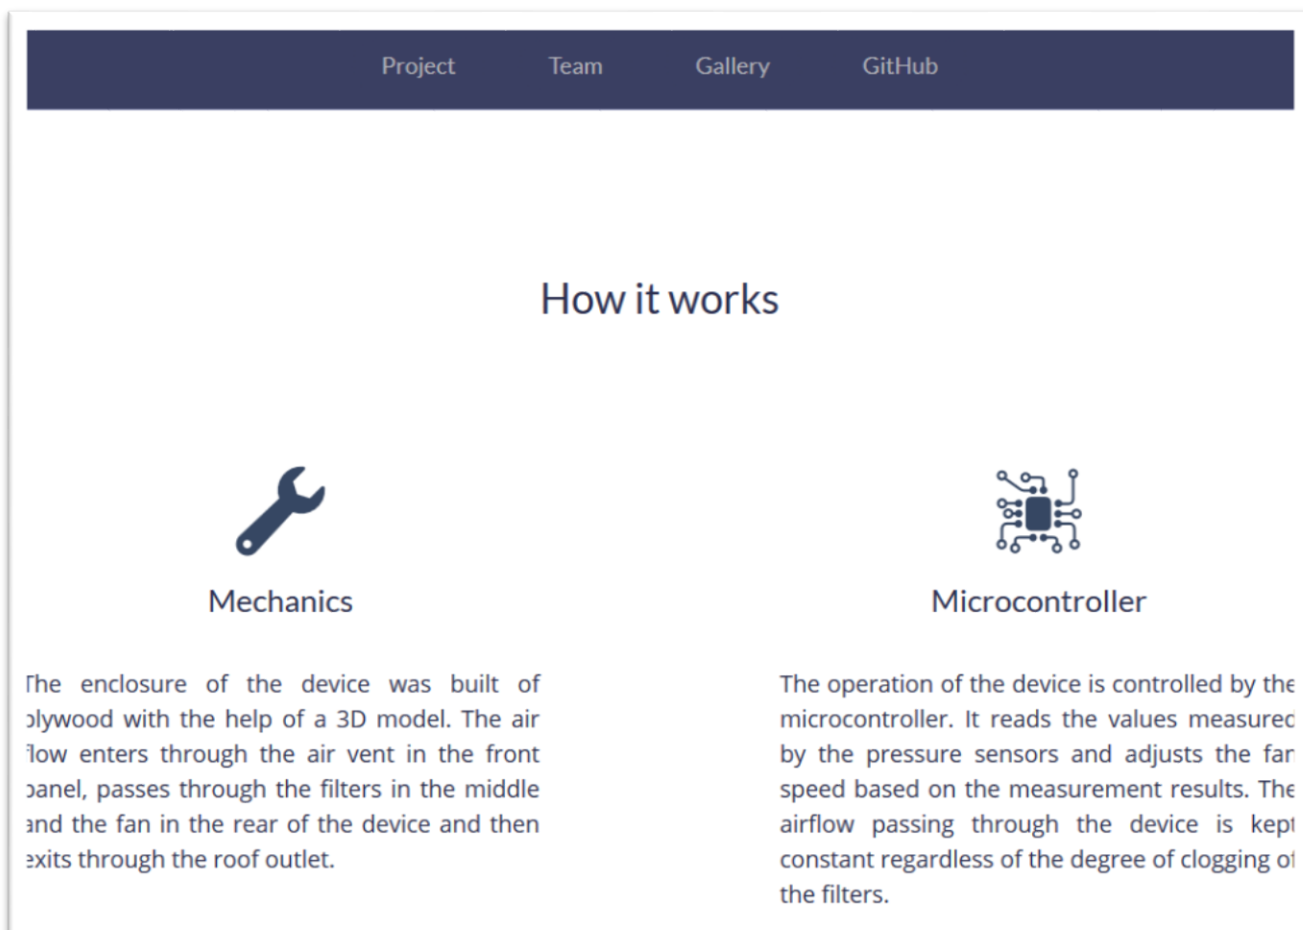 Project Team Gallery GitHub
How it works
Mechanics
Microcontroller
The enclosure of the device was built of
plywood with the help of a 3D model. The air
flow enters through the air vent in the front
panel, passes through the filters in the middle
and the fan in the rear of the device and then
exits through the roof outlet.
The operation of the device is controlled by the
microcontroller. It reads the values measured
by the pressure sensors and adjusts the fan
speed based on the measurement results. The
airflow passing through the device is kept
constant regardless of the degree of clogging of
the filters.